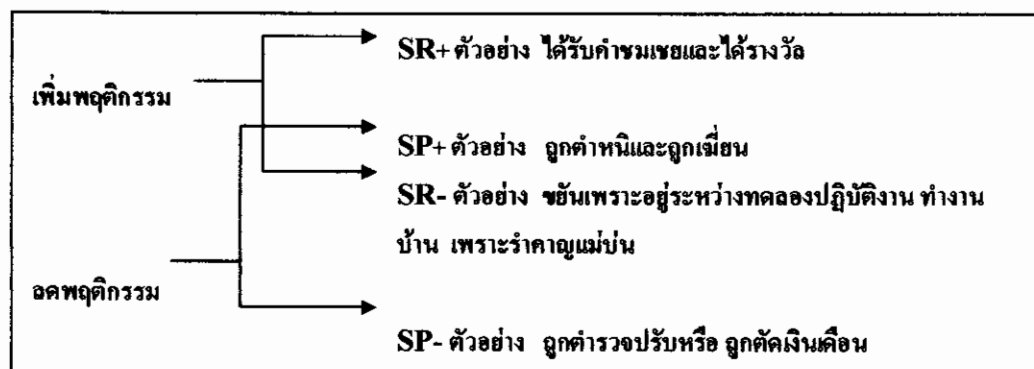 SR+ ตัวอย่าง ได้รับคำชมเชยและได้รางวัล
เพิ่มพฤติกรรม
SP+ ตัวอย่าง ถูกตำหนิและถูกเฆี่ยน
SR- ตัวอย่าง ขยันเพราะอยู่ระหว่างทดลองปฏิบัติงาน ทำงาน
บ้าน เพราะรำคาญแม่บ่น
ลดพฤติกรรม
SP- ตัวอย่าง ถูกตำรวจปรับหรือ ถูกตัดเงินเดือน